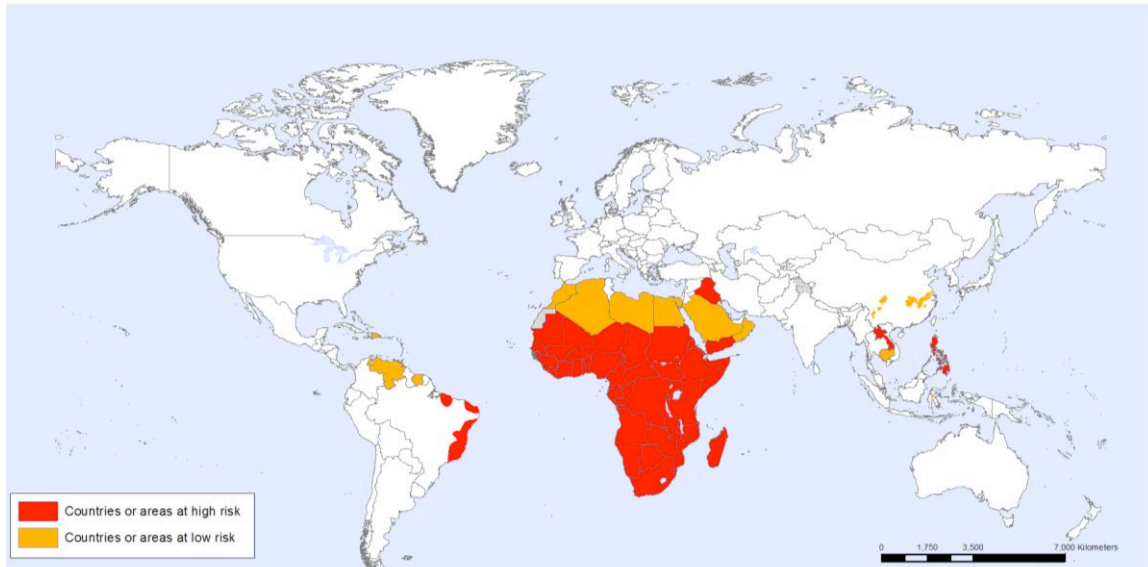 Countries or areas at high risk
Countries or areas at low risk
0 1,750 3,500 7,000 Kilometers